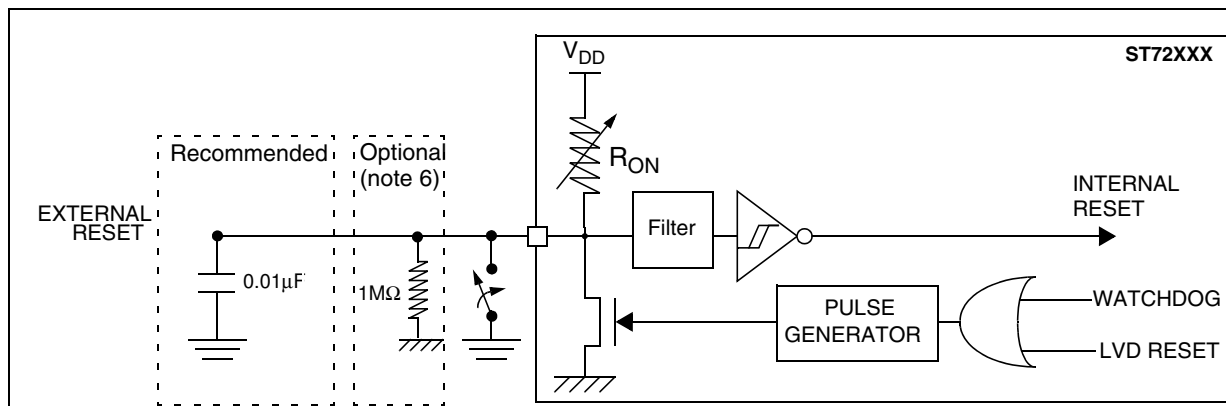 V_DD
ST72XXX
Recommended
Optional
(note 6)
R_ON
EXTERNAL
RESET
Filter
INTERNAL
RESET
0.01µF
1MΩ
PULSE
GENERATOR
WATCHDOG
LVD RESET